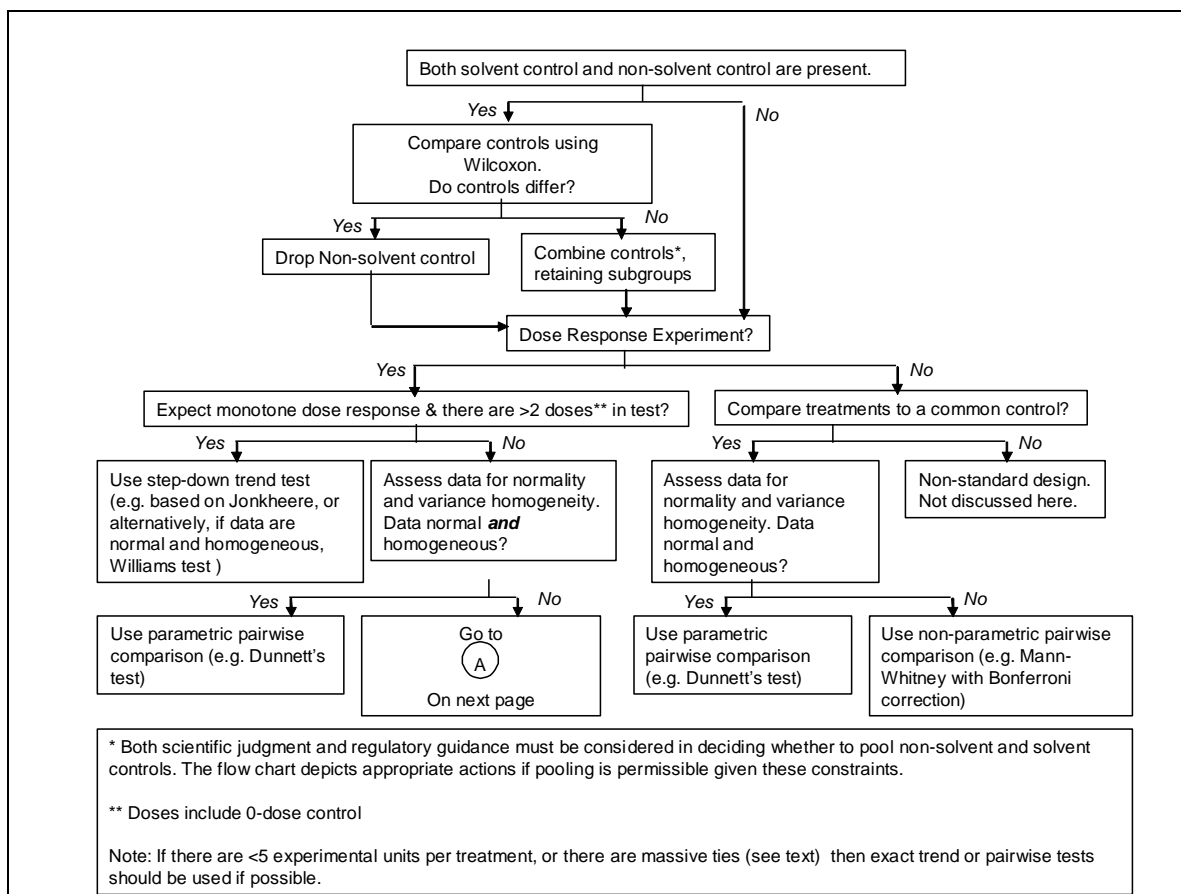 Both solvent control and non-solvent control are present.
Yes
No
Compare controls using
Wilcoxon.
Do controls differ?
Yes
No
Drop Non-solvent control
Combine controls*,
retaining subgroups
Dose Response Experiment?
Yes
No
Expect monotone dose response & there are >2 doses** in test?
Compare treatments to a common control?
Yes
No
Yes
No
Use step-down trend test
(e.g. based on Jonkheere, or
alternatively, if data are
normal and homogeneous,
Williams test )
Assess data for normality
and variance homogeneity.
Data normal and
homogeneous?
Assess data for
normality and variance
homogeneity. Data
normal and
homogeneous?
Non-standard design.
Not discussed here.
Yes
No
Yes
No
Use parametric pairwise
comparison (e.g. Dunnett's
test)
Go to
A
On next page
Use parametric
pairwise comparison
(e.g. Dunnett's test)
Use non-parametric pairwise
comparison (e.g. Mann-
Whitney with Bonferroni
correction)
* Both scientific judgment and regulatory guidance must be considered in deciding whether to pool non-solvent and solvent
controls. The flow chart depicts appropriate actions if pooling is permissible given these constraints.
** Doses include 0-dose control
Note: If there are <5 experimental units per treatment, or there are massive ties (see text) then exact trend or pairwise tests
should be used if possible.